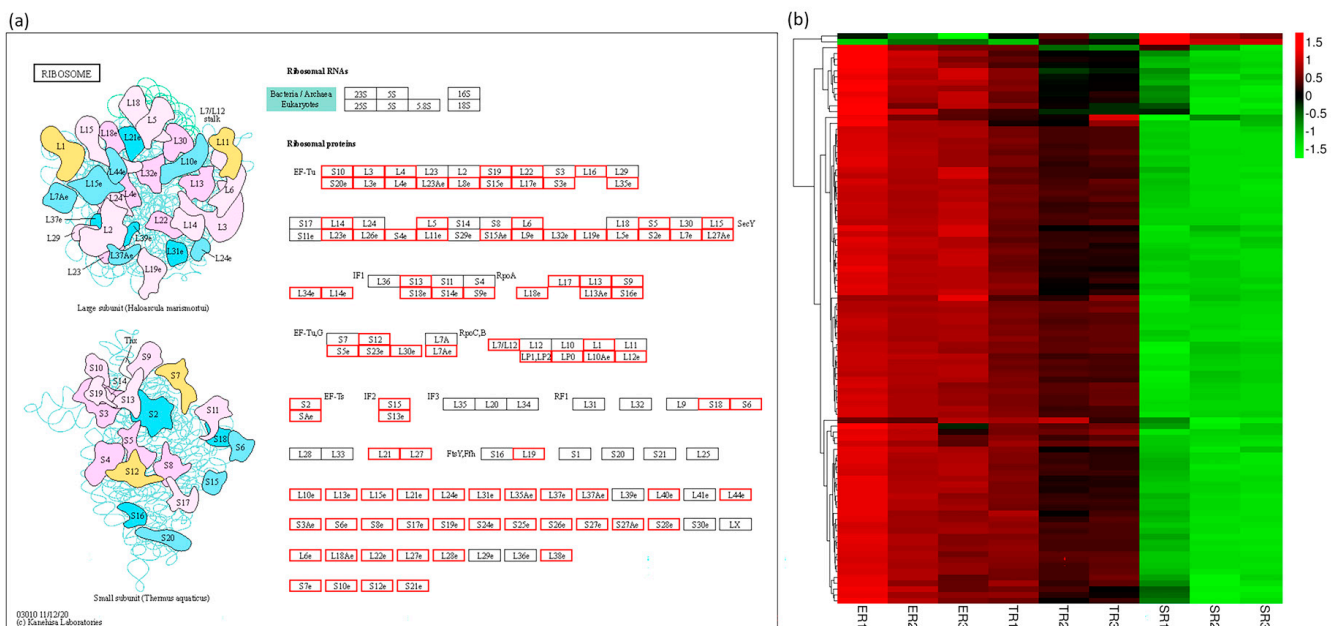 (a)
(b)
RIBOSOME
Ribosomal RNAs
Bacteria / Archaea 23S 5S 16S
Eukaryotes 25S 5S 5.8S 18S
Ribosomal proteins
EF-Tu S10 L3 L4 L23 L2 S19 L22 S3 L16 L29
S20e L3e L4e L23Ae L8e S15e L17e S3e L35e
S17 L14 L24 L5 S14 S8 L6 L18 S5 L30 L15 SecY
S11e L23e L26e S4e L11e S29e S15Ae L9e L32e L19e L5e S2e L7e L27Ae
IF1 L36 S13 S11 S4 RpoA L17 L13 S9
L34e L14e S18e S14e S9e L18e L13Ae S16e
EF-Tu,G S7 S12 L7A RpoC,B L7/L12 L12 L10 L1 L11
S5e S23e L30e L7Ae LP1,LP2 LP0 L10Ae L12e
S2 EF-Ts IF2 S15 IF3 L35 L20 L34 RF1 L31 L32 L9 S18 S6
SAe S13e
L28 L33 L21 L27 FtsY,Ffh S16 L19 S1 S20 S21 L25
L10e L13e L15e L21e L24e L31e L35Ae L37e L37Ae L39e L40e L41e L44e
S3Ae S6e S8e S17e S19e S24e S25e S26e S27e S27Ae S28e S30e LX
L6e L18Ae L22e L27e L28e L29e L36e L38e
S7e S10e S12e S21e
L18
L5
L7/L12
stalk
L15
L18e
L21e
L30
L11
L1
L10e
L44e
L32e
L15e
L13
L6
L7Ae
L4e
L24
L37e
L22
L14
L3
L2
L29
L39e
L37Ae
L31e
L24e
L23
L19e
Large subunit (Haloarcula marismortui)
Thx
S9
S10
S14
S7
S19
S13
S3
S2
S11
S5
S18
S6
S4
S8
S12
S15
S17
S16
S20
Small subunit (Thermus aquaticus)
03010 11/12/20
(c) Kanehisa Laboratories
1.5
1
0.5
0
-0.5
-1
-1.5
ER1
ER2
ER3
TR1
TR2
TR3
SR1
SR2
SR3